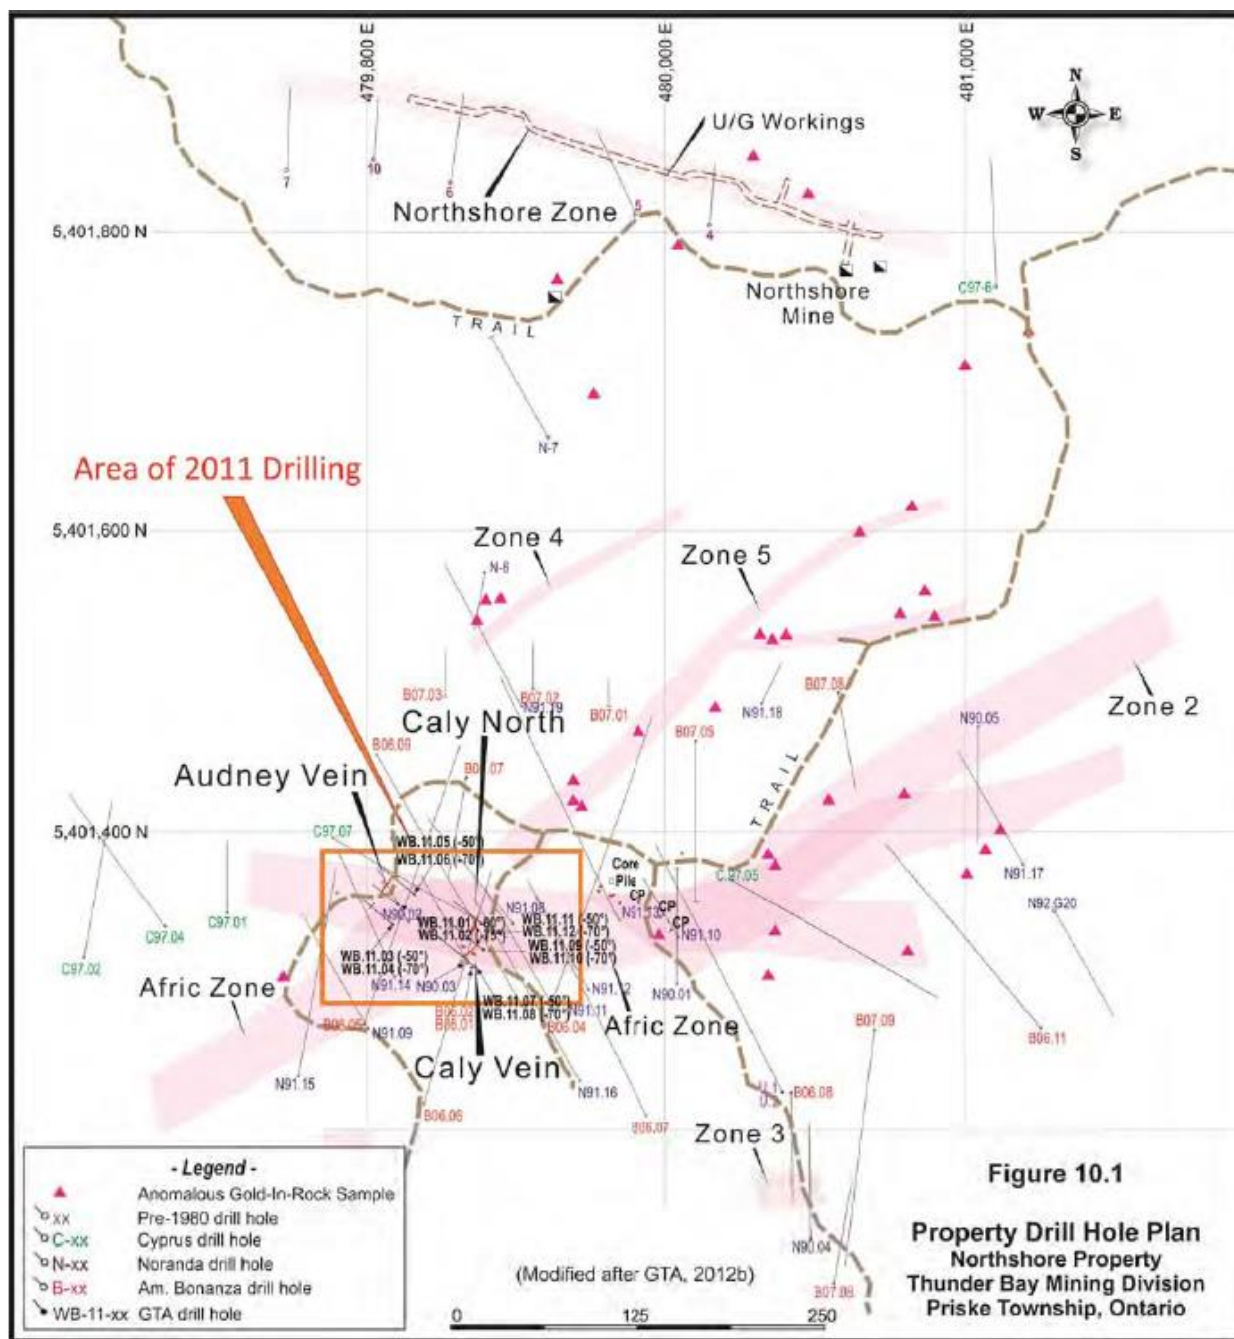 479,800 E
480,000 E
481,000 E
N
W
E
S
U/G Workings
7
10
6
Northshore Zone
5
4
5,401,800 N
C97-6
Northshore
Mine
TRAIL
N-7
Area of 2011 Drilling
5,401,600 N
Zone 4
N-6
Zone 5
B07.03
B07.02
N91.19
B07.01
N91.18
B07.08
N90.05
Zone 2
Caly North
B07.05
B06.09
Audney Vein
TRAIL
5,401,400 N
C97.07
WB.11.05 (-50°)
WB.11.06 (-70°)
Core
Pile
C.97.05
N91.17
CP
CP
CP
N92.G20
C97.01
N90.02
N91.08
N91.13
WB.11.01 (-60°)
WB.11.02 (-75°)
WB.11.11 (-50°)
WB.11.12 (-70°)
N91.10
C97.04
WB.11.09 (-50°)
WB.11.10 (-70°)
WB.11.03 (-50°)
WB.11.04 (-70°)
C97.02
Afric Zone
N91.14
N90.03
N91.12
N90.01
WB.11.07 (-50°)
WB.11.08 (-70°)
B06.02
B06.01
N91.11
Afric Zone
B06.05
N91.09
B06.04
B07.09
B06.11
Caly Vein
N91.15
N91.16
B06.08
B06.06
B06.07
Zone 3
N90.04
- Legend -
Anomalous Gold-In-Rock Sample
xx Pre-1980 drill hole
C-xx Cyprus drill hole
N-xx Noranda drill hole
B-xx Am. Bonanza drill hole
WB-11-xx GTA drill hole
(Modified after GTA, 2012b)
0 125 250
Figure 10.1
Property Drill Hole Plan
Northshore Property
Thunder Bay Mining Division
Priske Township, Ontario